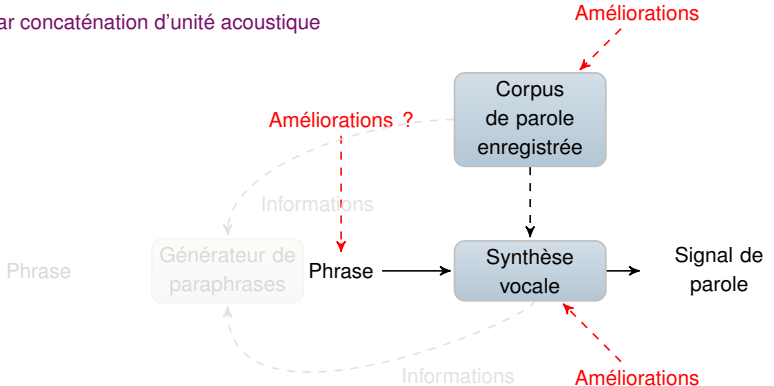 ar concaténation d'unité acoustique
Améliorations
Corpus
de parole
enregistrée
Améliorations ?
Informations
Phrase
Générateur de
paraphrases
Phrase
Synthèse
vocale
Signal de
parole
Informations
Améliorations